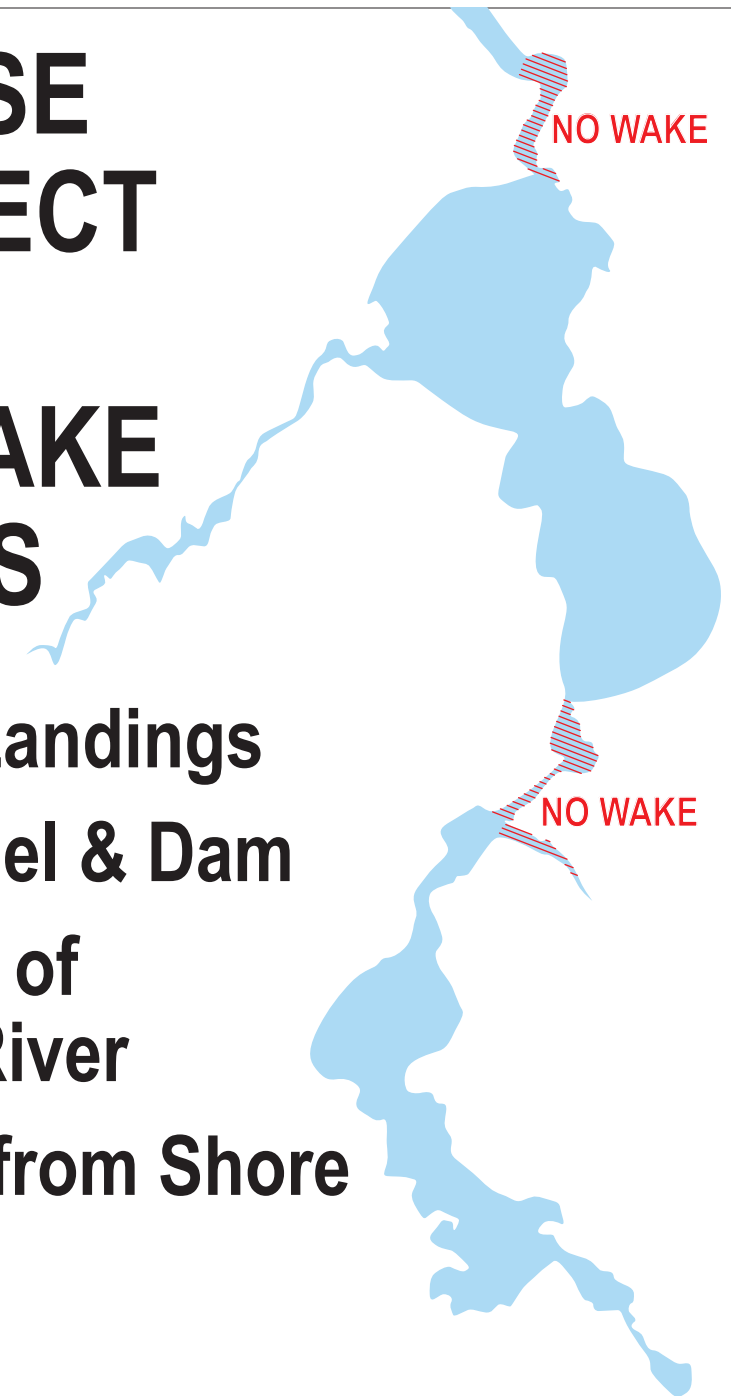 SE
ECT
NO WAKE
AKE
S
Landings
el & Dam
of
River
from Shore
NO WAKE